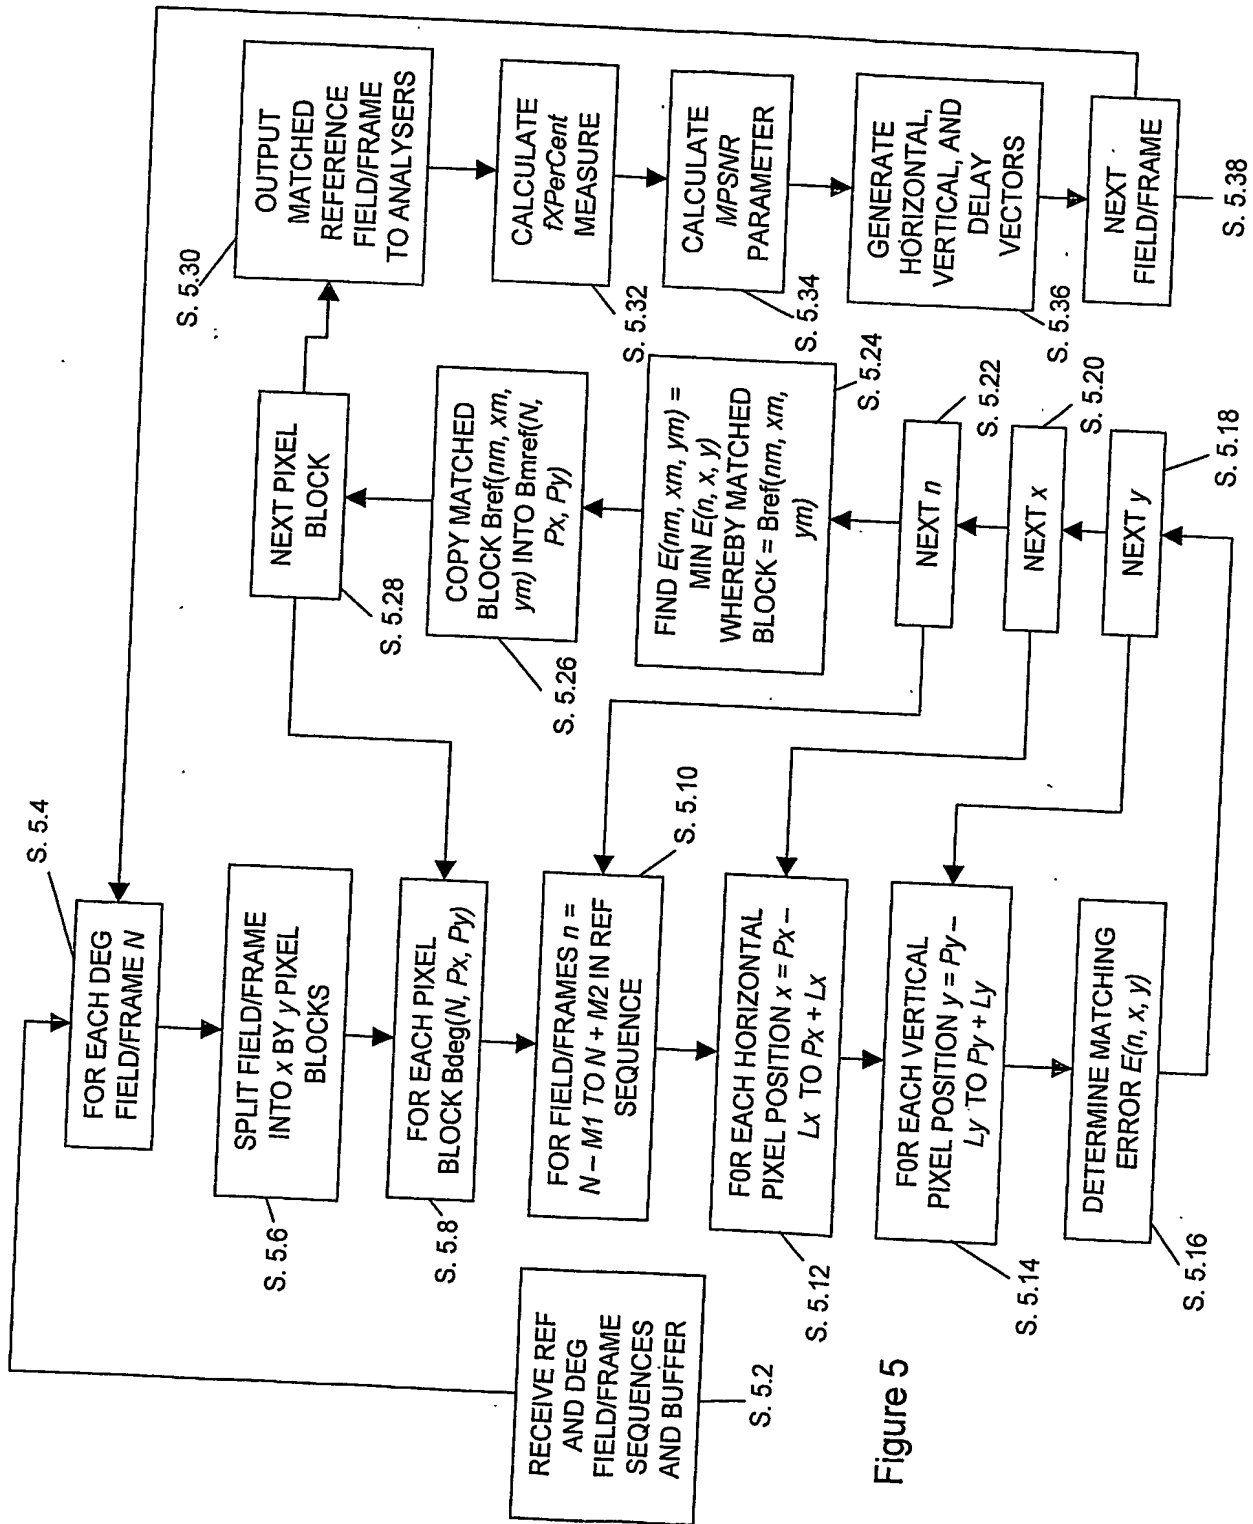 RECEIVE REF
AND DEG
FIELD/FRAME
SEQUENCES
AND BUFFER
S. 5.2
FOR EACH DEG
FIELD/FRAME N
S. 5.4
SPLIT FIELD/FRAME
INTO x BY y PIXEL
BLOCKS
S. 5.6
FOR EACH PIXEL
BLOCK Bdeg(N, Px, Py)
S. 5.8
FOR FIELD/FRAMES n =
N – M1 TO N + M2 IN REF
SEQUENCE
S. 5.10
FOR EACH HORIZONTAL
PIXEL POSITION x = Px –
Lx TO Px + Lx
S. 5.12
FOR EACH VERTICAL
PIXEL POSITION y = Py –
Ly TO Py + Ly
S. 5.14
DETERMINE MATCHING
ERROR E(n, x, y)
S. 5.16
NEXT y
S. 5.18
NEXT x
S. 5.20
NEXT n
S. 5.22
FIND E(nm, xm, ym) =
MIN E(n, x, y)
WHEREBY MATCHED
BLOCK = Bref(nm, xm,
ym)
S. 5.24
COPY MATCHED
BLOCK Bref(nm, xm,
ym) INTO Bmref(N,
Px, Py)
S. 5.26
NEXT PIXEL
BLOCK
S. 5.28
OUTPUT
MATCHED
REFERENCE
FIELD/FRAME
TO ANALYSERS
S. 5.30
CALCULATE
fXPerCent
MEASURE
S. 5.32
CALCULATE
MPSNR
PARAMETER
S. 5.34
GENERATE
HORIZONTAL,
VERTICAL, AND
DELAY
VECTORS
S. 5.36
NEXT
FIELD/FRAME
S. 5.38
Figure 5